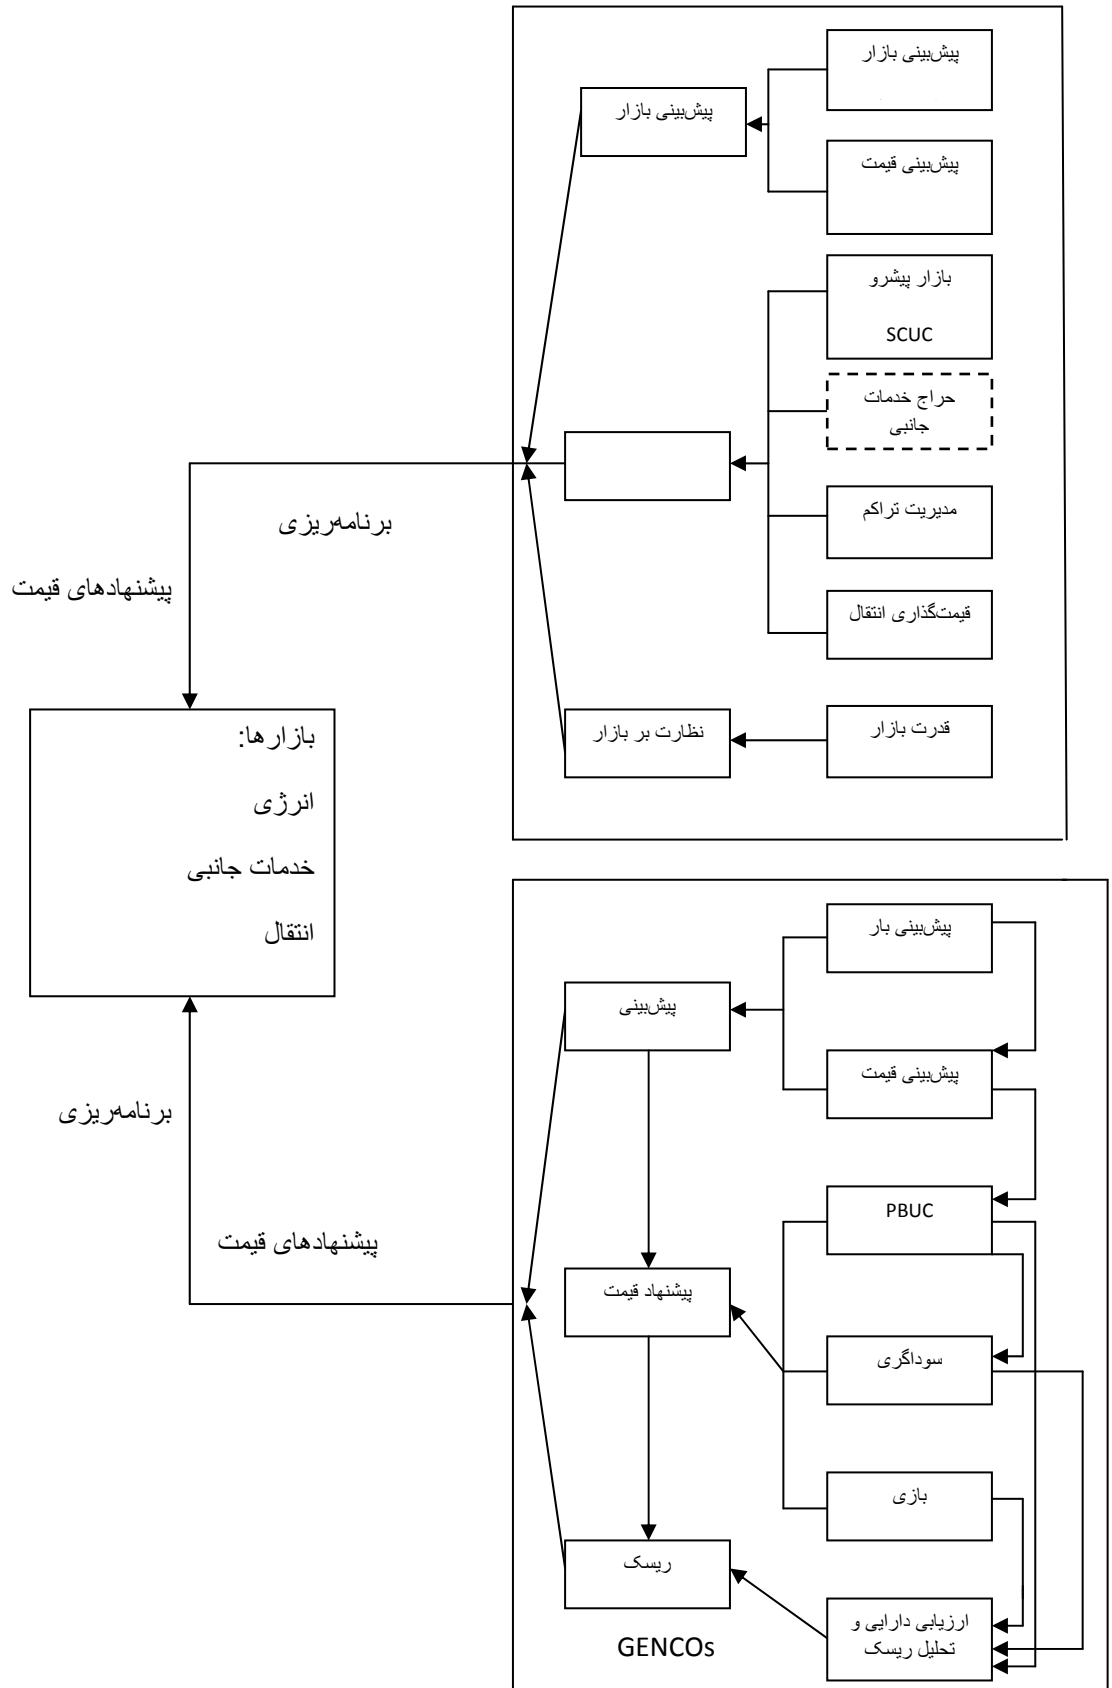 پیش‌بینی بازار
پیش‌بینی بازار
پیش‌بینی قیمت
بازار پیشرو
SCUC
حراج خدمات
جانبی
مدیریت تراکم
قیمت‌گذاری انتقال
برنامه‌ریزی
پیشنهادهای قیمت
قدرت بازار
نظارت بر بازار
بازارها:
انرژی
خدمات جانبی
انتقال
پیش‌بینی بار
پیش‌بینی
پیش‌بینی قیمت
برنامه‌ریزی
PBUC
پیشنهادهای قیمت
پیشنهاد قیمت
سوداگری
بازی
ریسک
ارزیابی دارایی و
تحلیل ریسک
GENCOs